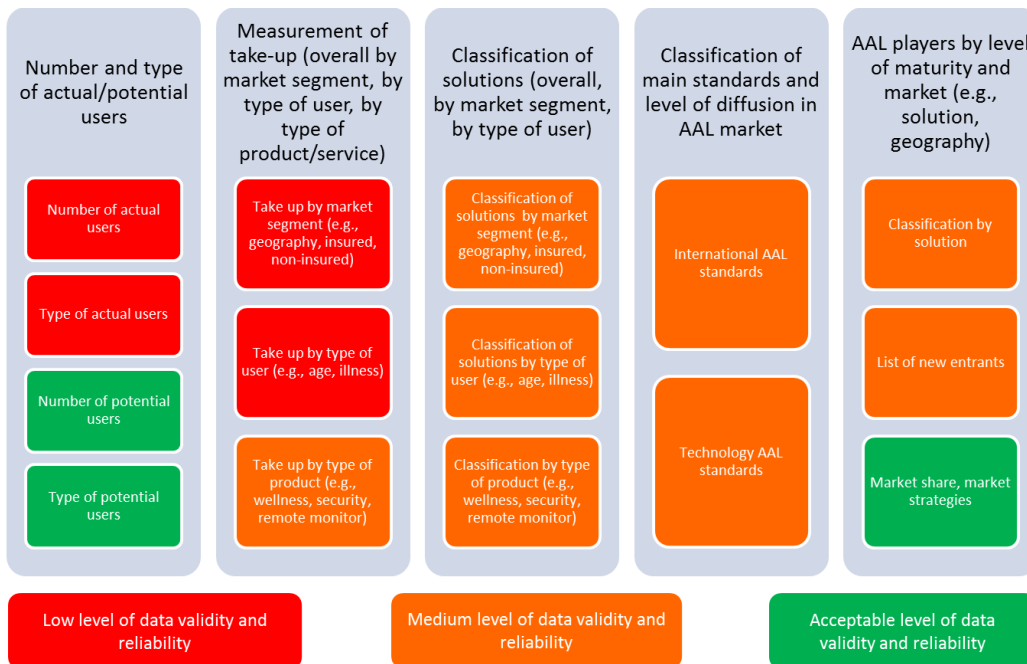 Number and type
of actual/potential
users
Number of actual
users
Type of actual users
Number of potential
users
Type of potential
users
Measurement of
take-up (overall by
market segment, by
type of user, by
type of
product/service)
Take up by market
segment (e.g.,
geography, insured,
non-insured)
Take up by type of
user (e.g., age, illness)
Take up by type of
product (e.g.,
wellness, security,
remote monitor)
Classification of
solutions (overall,
by market segment,
by type of user)
Classification of
solutions by market
segment (e.g.,
geography, insured,
non-insured)
Classification of
solutions by type of
user (e.g., age, illness)
Classification by type
of product (e.g.,
wellness, security,
remote monitor)
Classification of
main standards and
level of diffusion in
AAL market
International AAL
standards
Technology AAL
standards
AAL players by level
of maturity and
market (e.g.,
solution,
geography)
Classification by
solution
List of new entrants
Market share, market
strategies
Low level of data validity and
reliability
Medium level of data validity and
reliability
Acceptable level of data
validity and reliability